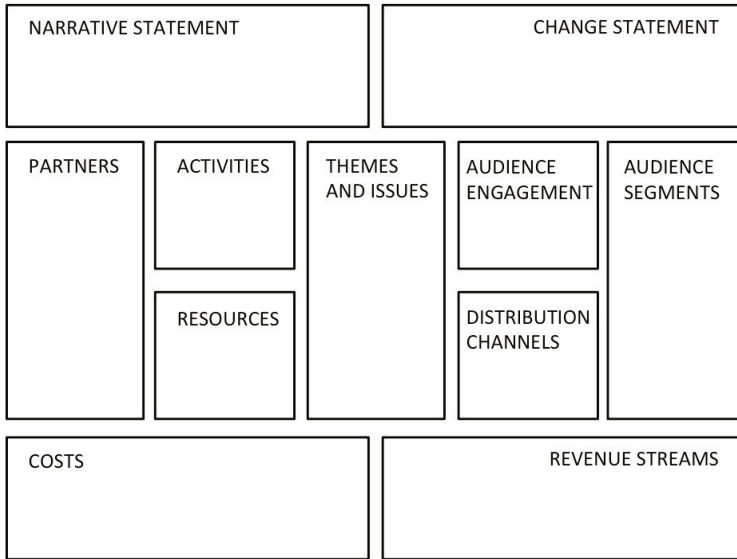 NARRATIVE STATEMENT
CHANGE STATEMENT
PARTNERS
ACTIVITIES
THEMES
AND ISSUES
AUDIENCE
ENGAGEMENT
AUDIENCE
SEGMENTS
RESOURCES
DISTRIBUTION
CHANNELS
COSTS
REVENUE STREAMS